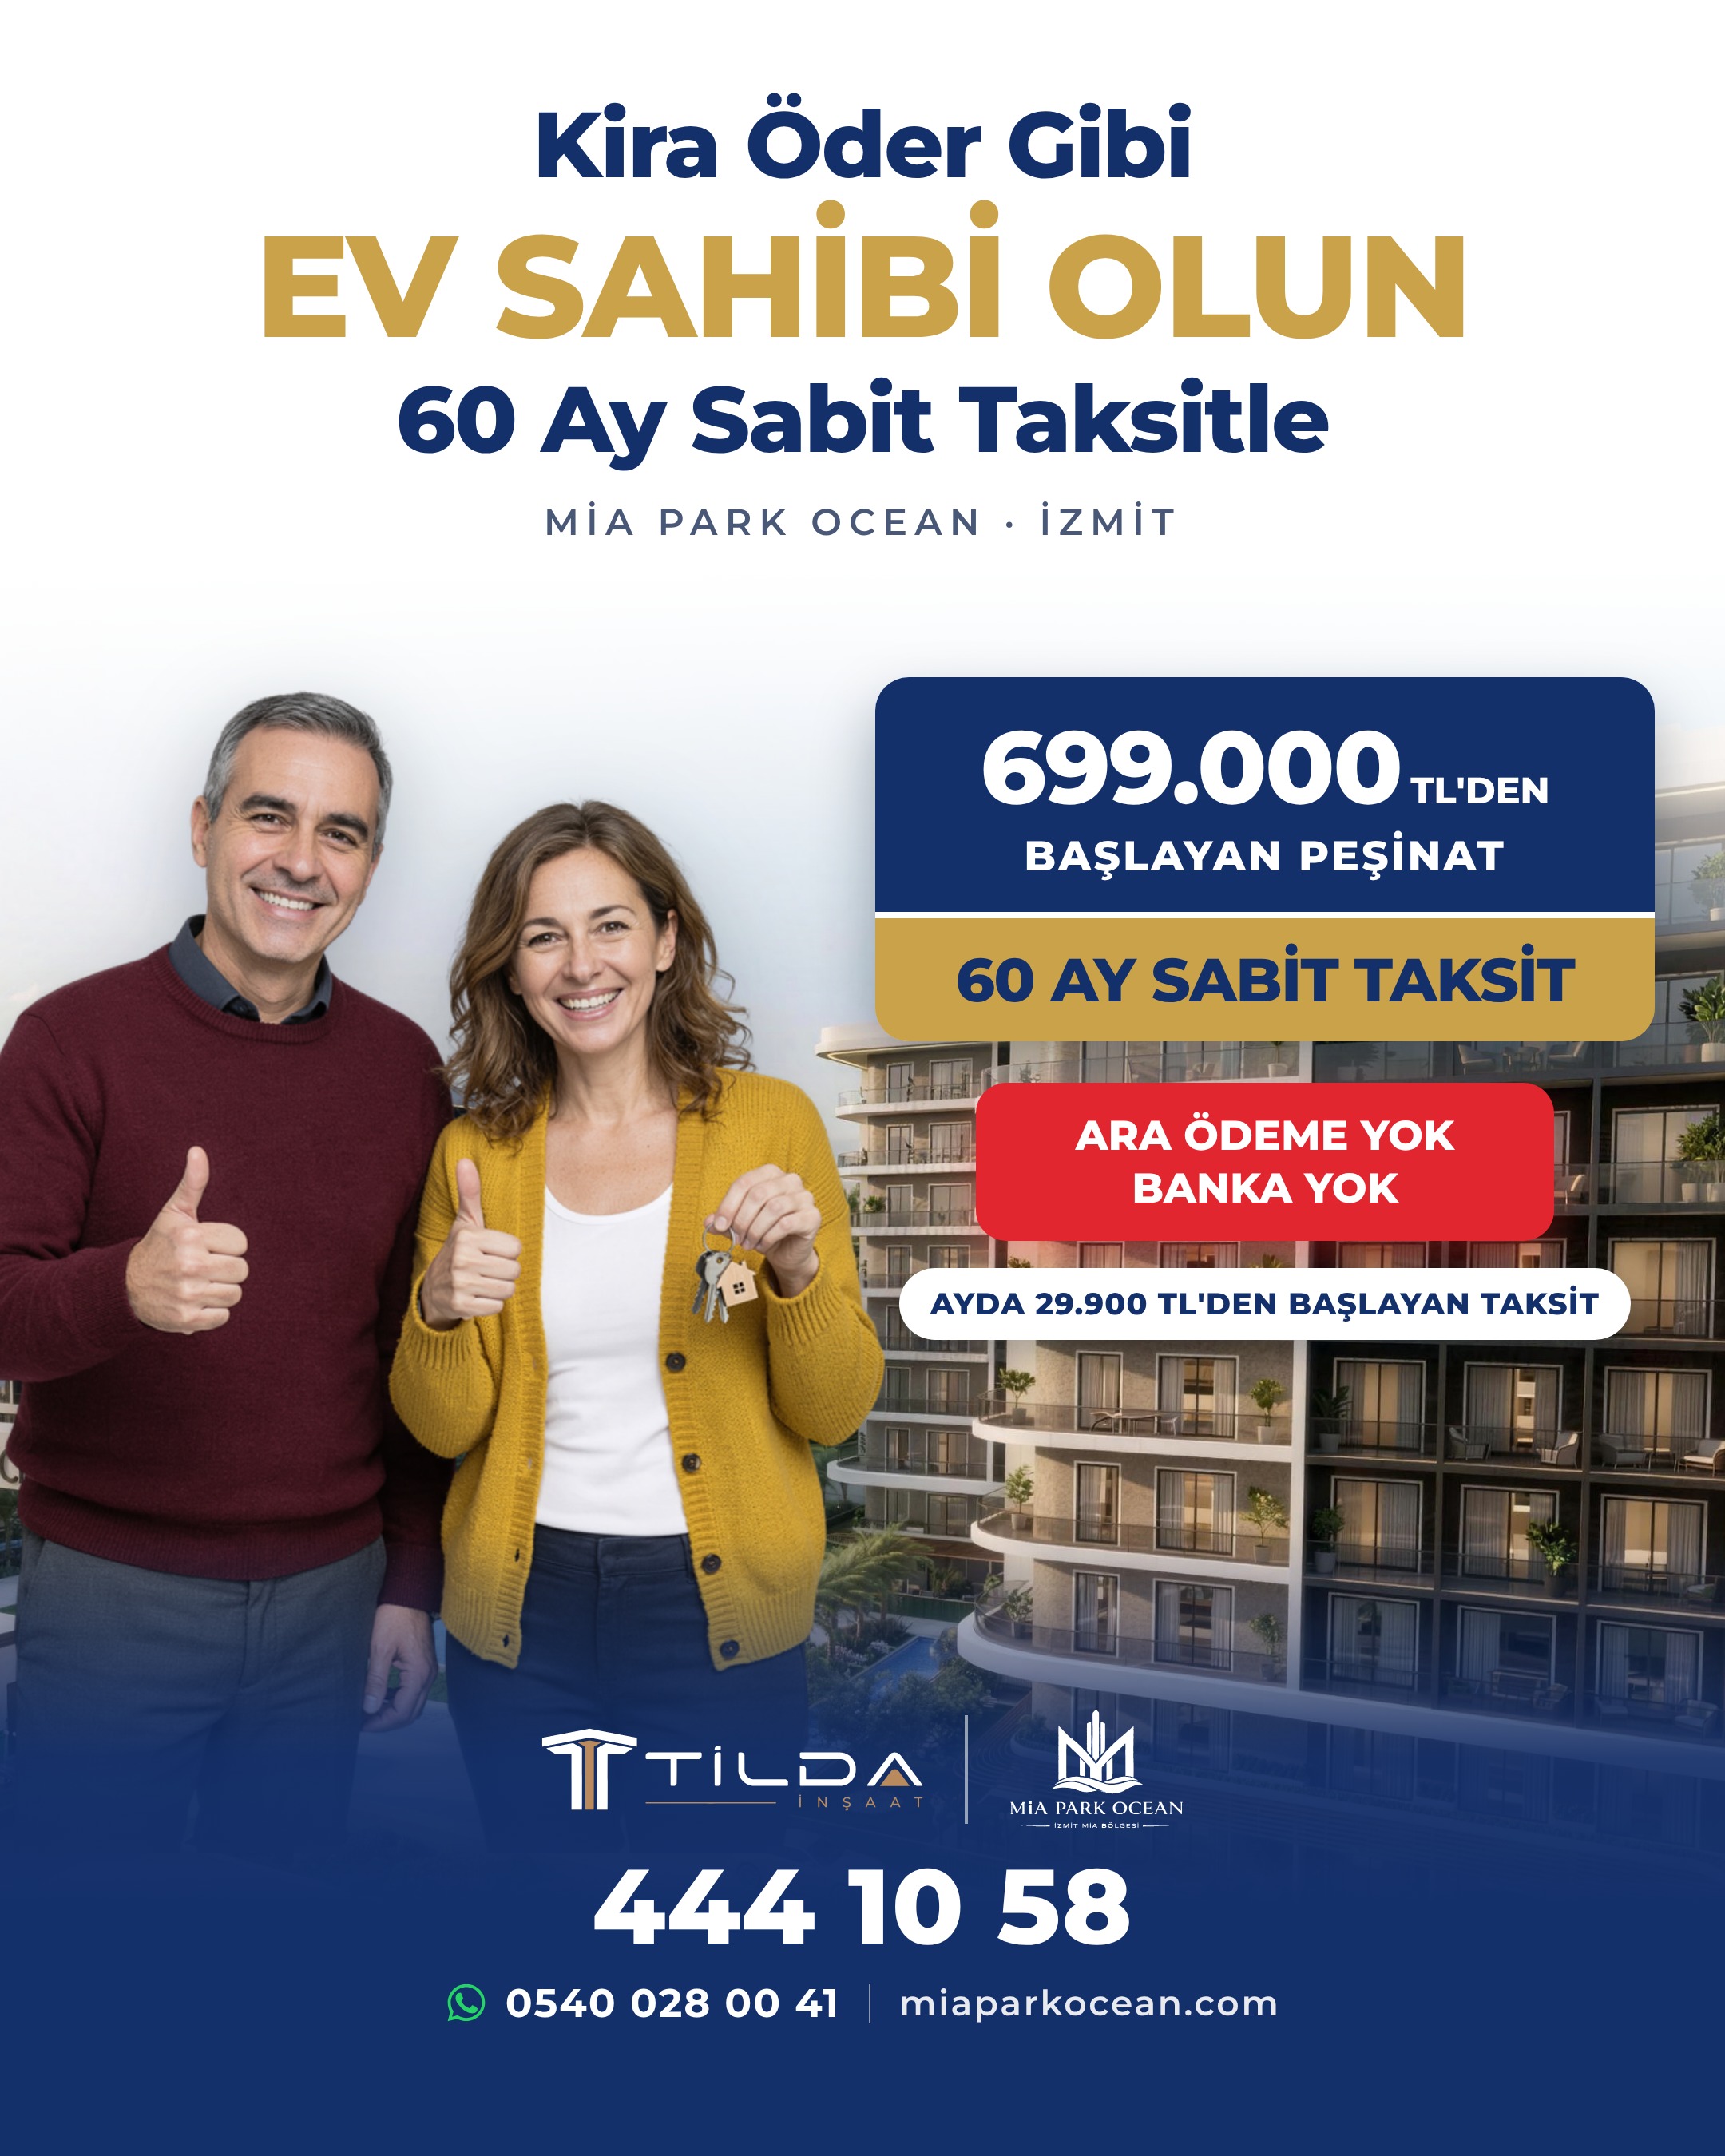 Kira Öder Gibi
EV SAHİBİ OLUN
60 Ay Sabit Taksitle
MİA PARK OCEAN · İZMİT
699.000 TL'DEN
BAŞLAYAN PEŞİNAT
60 AY SABİT TAKSİT
ARA ÖDEME YOK
BANKA YOK
AYDA 29.900 TL'DEN BAŞLAYAN TAKSİT
TİLDA
İNŞAAT
MİA PARK OCEAN
İZMİT MİA BÖLGESİ
444 10 58
0540 028 00 41
miaparkocean.com